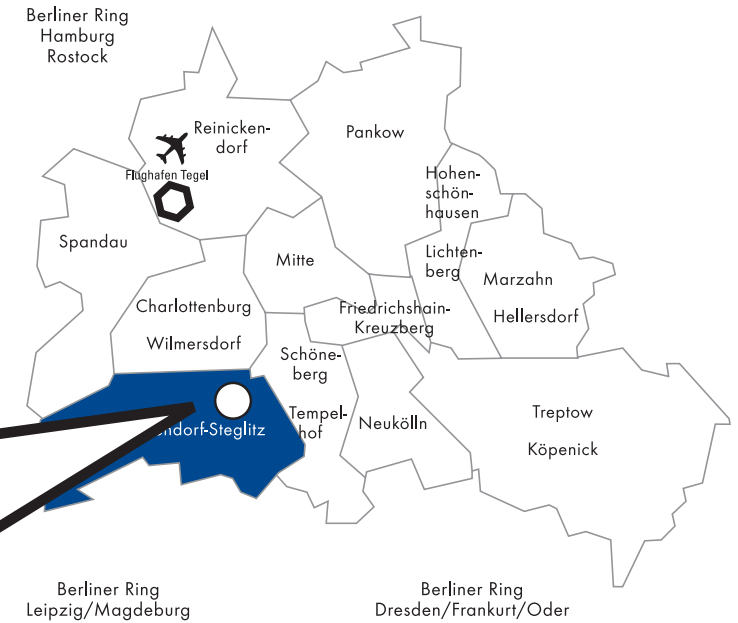 Berliner Ring
Hamburg
Rostock
Reinicken-
dorf
Pankow
Flughafen Tegel
Hohen-
schön-
hausen
Spandau
Mitte
Lichten-
berg
Marzahn
Hellersdorf
Charlottenburg
Wilmersdorf
Friedrichshain-
Kreuzberg
Schöne-
berg
Tempel-
hof
Neukölln
Treptow
Köpenick
ndorf-Steglitz
Berliner Ring
Leipzig/Magdeburg
Berliner Ring
Dresden/Frankurt/Oder